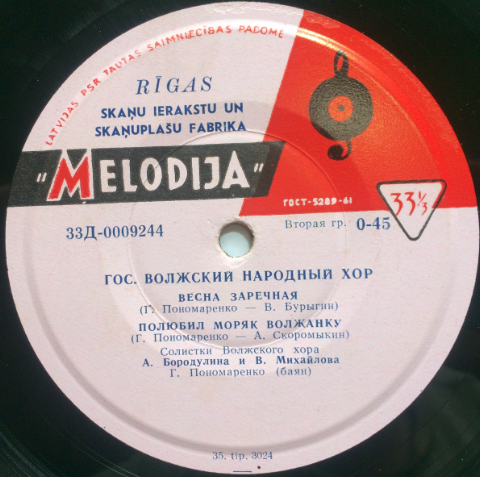 LATVIJAS PSR TAUTAS SAIMNIECĪBAS PADOME
RĪGAS
SKAŅU IERAKSTU UN
SKAŅUPLAŠU FABRIKA
"MELODIJA"
ГОСТ-5289-61
33⅓
33Д-0009244
Вторая гр. 0-45
ГОС. ВОЛЖСКИЙ НАРОДНЫЙ ХОР
ВЕСНА ЗАРЕЧНАЯ
(Г. Пономаренко — В. Бурыгин)
ПОЛЮБИЛ МОРЯК ВОЛЖАНКУ
(Г. Пономаренко — А. Скоромыкин)
Солистки Волжского хора
А. Бородулина и В. Михайлова
Г. Пономаренко (баян)
35. tip. 3024